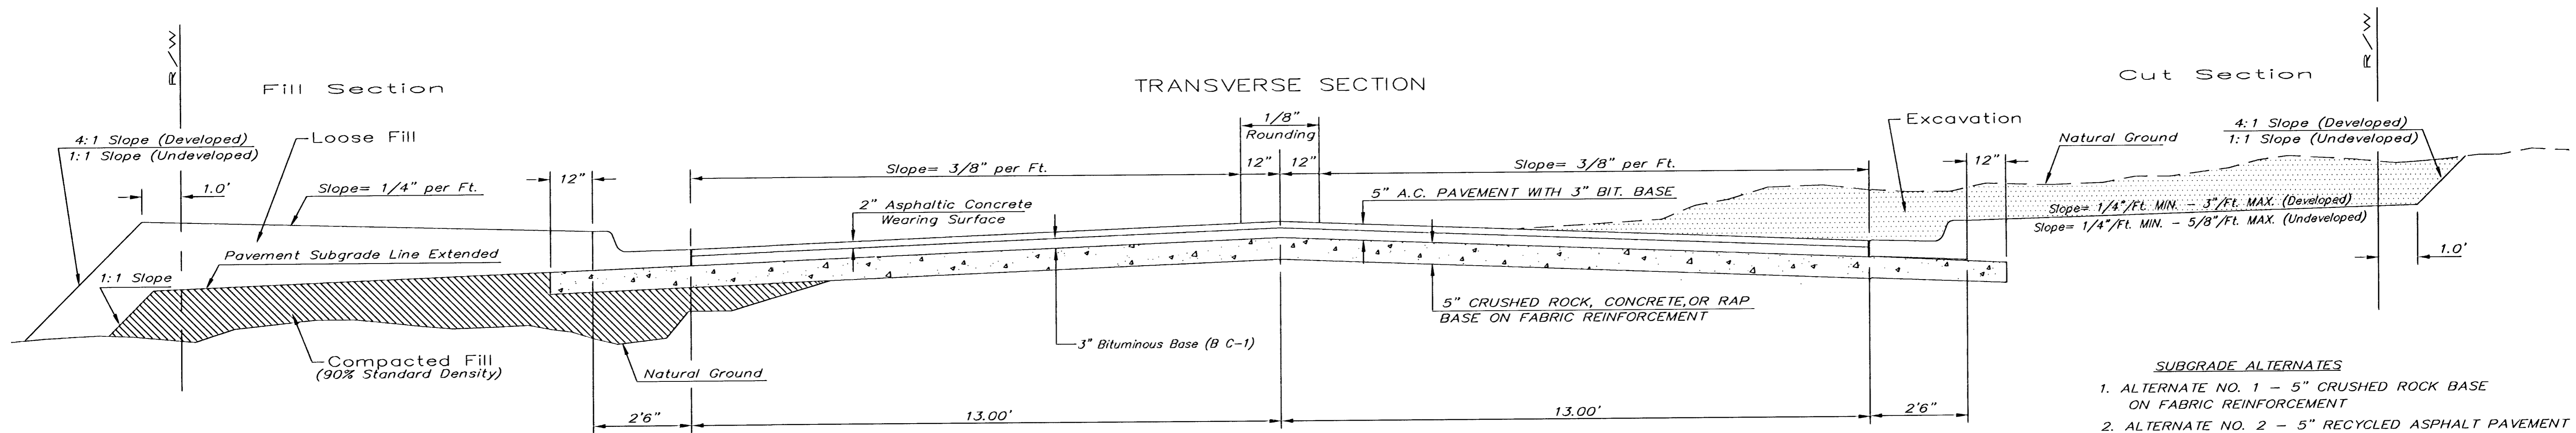 R/W
Fill Section
TRANSVERSE SECTION
Cut Section
R/W
4:1 Slope (Developed)
1:1 Slope (Undeveloped)
Loose Fill
1/8"
Rounding
Excavation
Natural Ground
4:1 Slope (Developed)
1:1 Slope (Undeveloped)
1.0'
Slope= 1/4" per Ft.
12"
Slope= 3/8" per Ft.
12"
12"
Slope= 3/8" per Ft.
12"
2" Asphaltic Concrete
Wearing Surface
5" A.C. PAVEMENT WITH 3" BIT. BASE
Slope= 1/4"/Ft. MIN. - 3"/Ft. MAX. (Developed)
Slope= 1/4"/Ft. MIN. - 5/8"/Ft. MAX. (Undeveloped)
1.0'
Pavement Subgrade Line Extended
1:1 Slope
5" CRUSHED ROCK, CONCRETE,OR RAP
BASE ON FABRIC REINFORCEMENT
3" Bituminous Base (B C-1)
Compacted Fill
(90% Standard Density)
Natural Ground
2'6"
13.00'
13.00'
2'6"
SUBGRADE ALTERNATES
1. ALTERNATE NO. 1 - 5" CRUSHED ROCK BASE
ON FABRIC REINFORCEMENT
2. ALTERNATE NO. 2 - 5" RECYCLED ASPHALT PAVEMENT